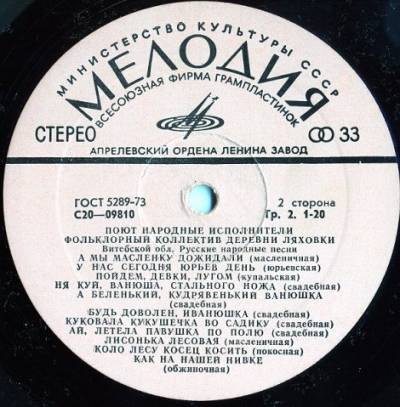 МИНИСТЕРСТВО КУЛЬТУРЫ СССР
МЕЛОДИЯ
ВСЕСОЮЗНАЯ ФИРМА ГРАМПЛАСТИНОК
СТЕРЕО
33
АПРЕЛЕВСКИЙ ОРДЕНА ЛЕНИНА ЗАВОД
ГОСТ 5289-73
2 сторона
С20—09810
Гр. 2. 1-20
ПОЮТ НАРОДНЫЕ ИСПОЛНИТЕЛИ
ФОЛЬКЛОРНЫЙ КОЛЛЕКТИВ ДЕРЕВНИ ЛЯХОВКИ
Витебской обл. Русские народные песни
А МЫ МАСЛЕНКУ ДОЖИДАЛИ (масленичная)
У НАС СЕГОДНЯ ЮРЬЕВ ДЕНЬ (юрьевская)
ПОЙДЕМ, ДЕВКИ, ЛУГОМ (купальская)
НЯ КУЙ, ВАНЮША, СТАЛЬНОГО НОЖА (свадебная)
А БЕЛЕНЬКИЙ, КУДРЯВЕНЬКИЙ ВАНЮШКА
(свадебная)
БУДЬ ДОВОЛЕН, ИВАНЮШКА (свадебная)
КУКОВАЛА КУКУШЕЧКА ВО САДИКУ (свадебная)
АЙ, ЛЕТЕЛА ПАВУШКА ПО ПОЛЮ (свадебная)
ЛИСОНЬКА ЛЕСОВАЯ (масленичная)
КОЛО ЛЕСУ КОСЕЦ КОСИТЬ (покосная)
КАК НА НАШЕЙ НИВКЕ
(обжиночная)